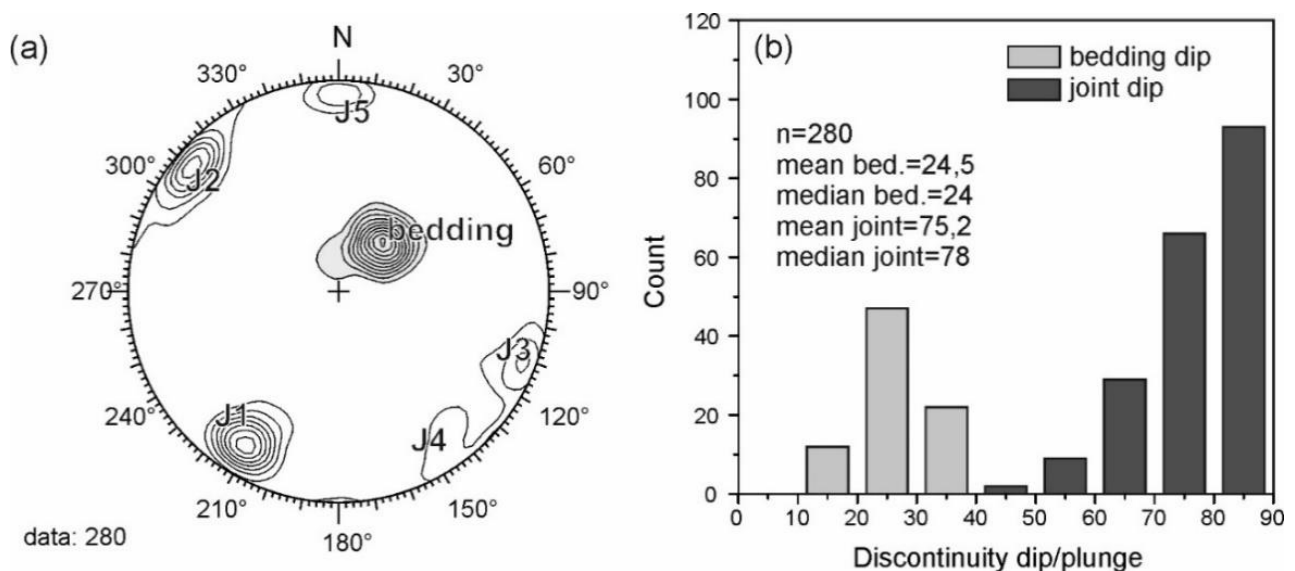 (a)
N
330°
30°
300°
60°
270°
90°
240°
120°
210°
150°
180°
J5
J2
bedding
J3
J1
J4
data: 280
(b)
bedding dip
joint dip
n=280
mean bed.=24,5
median bed.=24
mean joint=75,2
median joint=78
Count
120
100
80
60
40
20
0
0 10 20 30 40 50 60 70 80 90
Discontinuity dip/plunge